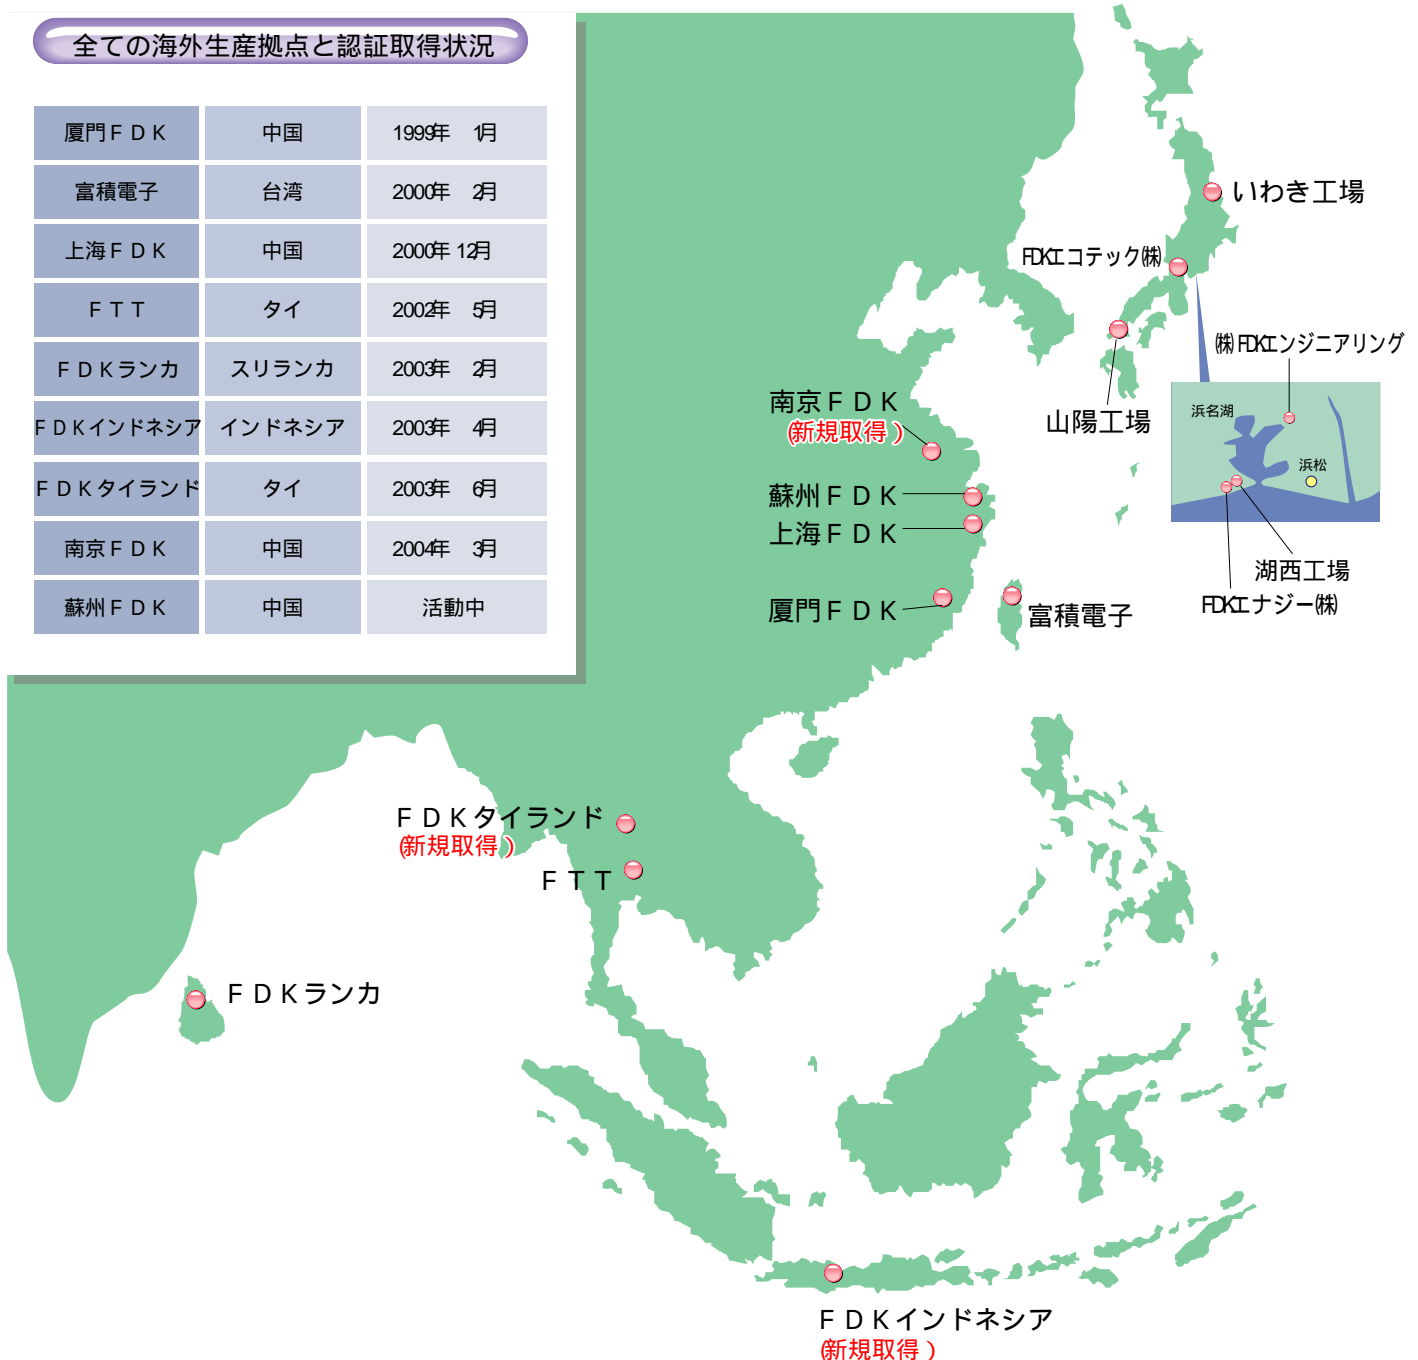 全ての海外生産拠点と認証取得状況
厦門ＦＤＫ 中国 1999年 1月
富積電子 台湾 2000年 2月
上海ＦＤＫ 中国 2000年 12月
ＦＴＴ タイ 2002年 5月
ＦＤＫランカ スリランカ 2003年 2月
ＦＤＫインドネシア インドネシア 2003年 4月
ＦＤＫタイランド タイ 2003年 6月
南京ＦＤＫ 中国 2004年 3月
蘇州ＦＤＫ 中国 活動中
いわき工場
FDKエコテック㈱
㈱FDKエンジニアリング
山陽工場
浜名湖
浜松
湖西工場
FDKエナジー㈱
南京ＦＤＫ
(新規取得）
蘇州ＦＤＫ
上海ＦＤＫ
厦門ＦＤＫ
富積電子
ＦＤＫタイランド
(新規取得）
ＦＴＴ
ＦＤＫランカ
ＦＤＫインドネシア
(新規取得）